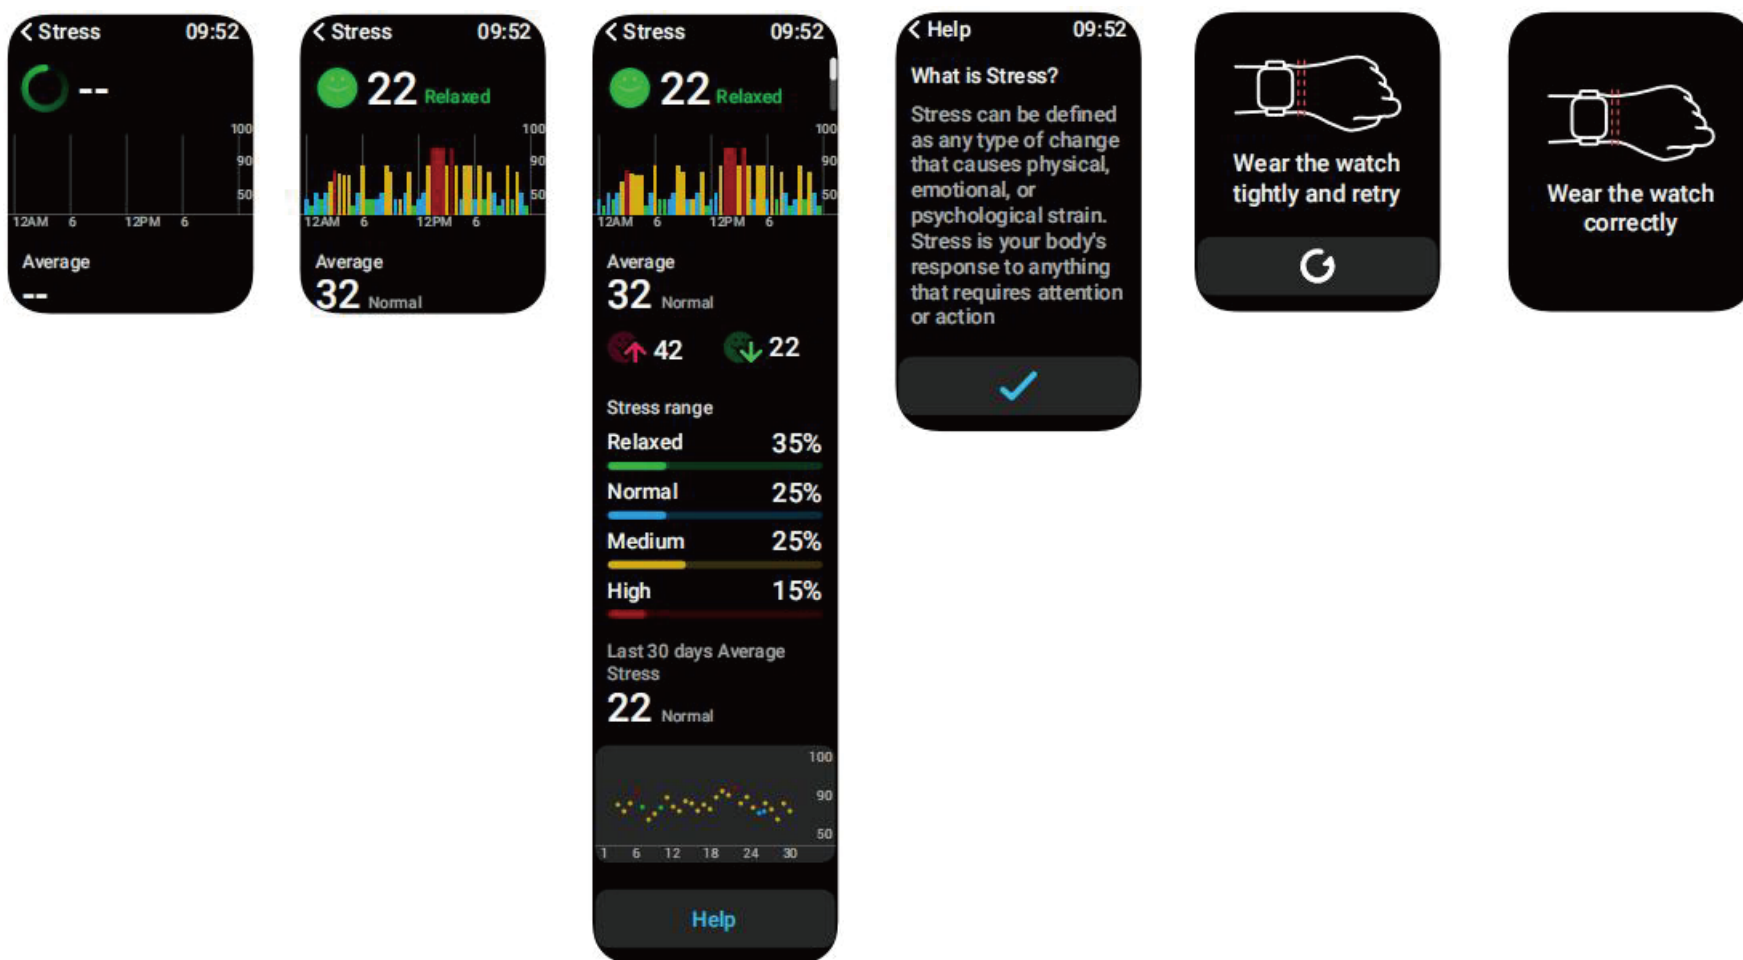 Stress 09:52
--
100
90
50
12AM 6 12PM 6
Average
--
Stress 09:52
22 Relaxed
100
90
50
12AM 6 12PM 6
Average
32 Normal
Stress 09:52
22 Relaxed
100
90
50
12AM 6 12PM 6
Average
32 Normal
42 22
Stress range
Relaxed 35%
Normal 25%
Medium 25%
High 15%
Last 30 days Average
Stress
22 Normal
100
90
50
1 6 12 18 24 30
Help
Help 09:52
What is Stress?
Stress can be defined
as any type of change
that causes physical,
emotional, or
psychological strain.
Stress is your body's
response to anything
that requires attention
or action
Wear the watch
tightly and retry
Wear the watch
correctly